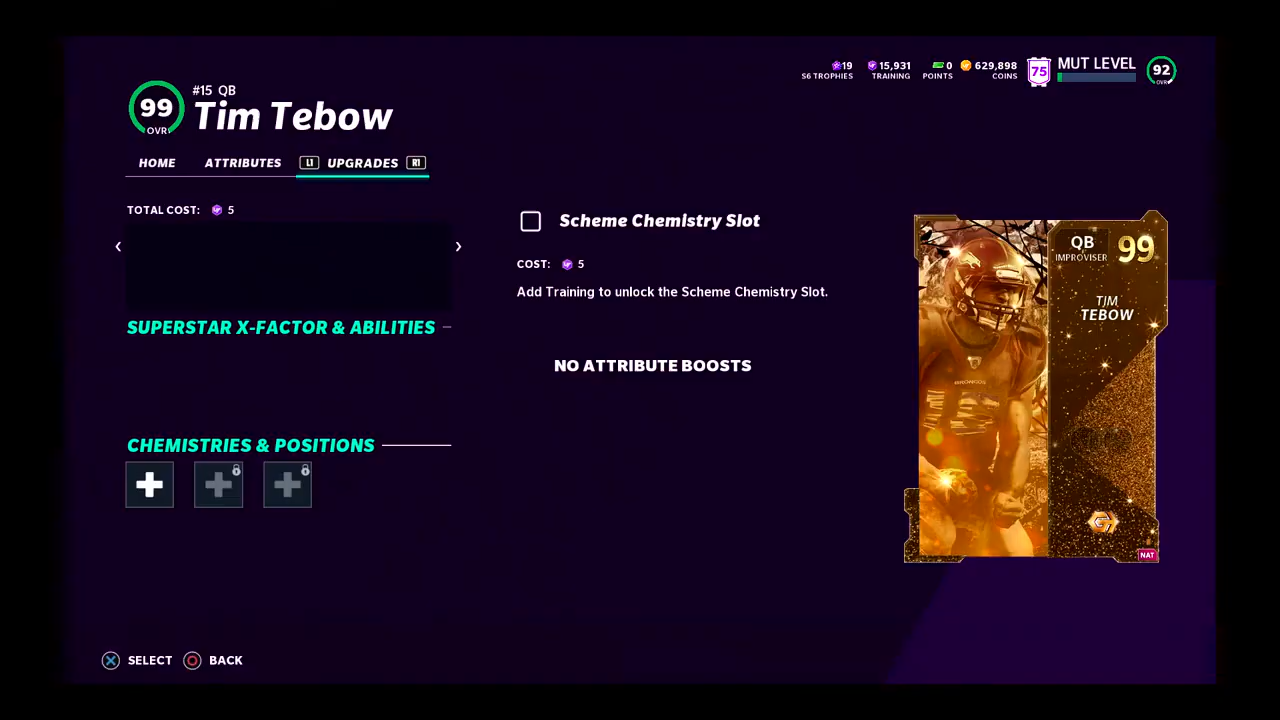 19
S6 TROPHIES
15,931
TRAINING
0
POINTS
629,898
COINS
75
MUT LEVEL
92
OVR
99
OVR
#15 QB
Tim Tebow
HOME
ATTRIBUTES
L1
UPGRADES
R1
TOTAL COST: 5
SUPERSTAR X-FACTOR & ABILITIES
CHEMISTRIES & POSITIONS
Scheme Chemistry Slot
COST: 5
Add Training to unlock the Scheme Chemistry Slot.
NO ATTRIBUTE BOOSTS
QB
IMPROVISER
99
TIM
TEBOW
NAT
SELECT
BACK